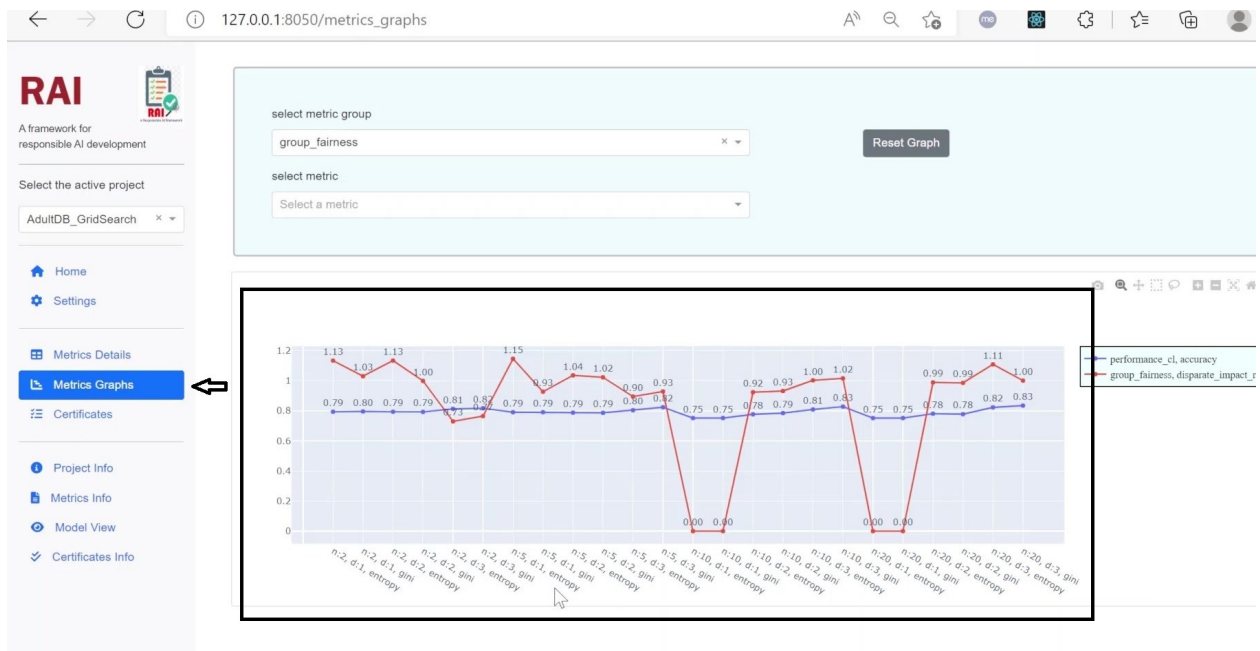 127.0.0.1:8050/metrics_graphs
me
RAI
RAI
A framework for
responsible AI development
Select the active project
AdultDB_GridSearch
Home
Settings
Metrics Details
Metrics Graphs
Certificates
Project Info
Metrics Info
Model View
Certificates Info
select metric group
group_fairness
Reset Graph
select metric
Select a metric
performance_cl, accuracy
group_fairness, disparate_impact_r
1.2
1
0.8
0.6
0.4
0.2
0
1.13 1.03 1.13 1.00 0.73 1.15 0.93 1.04 1.02 0.90 0.93 0.00 0.00 0.92 0.93 1.00 1.02 0.00 0.00 0.99 0.99 1.11 1.00
0.79 0.80 0.79 0.79 0.81 0.82 0.79 0.79 0.79 0.79 0.80 0.82 0.75 0.75 0.78 0.79 0.81 0.83 0.75 0.75 0.78 0.78 0.82 0.83
n:2, d:1, entropy
n:2, d:1, gini
n:2, d:2, entropy
n:2, d:2, gini
n:2, d:3, entropy
n:2, d:3, gini
n:5, d:1, entropy
n:5, d:1, gini
n:5, d:2, entropy
n:5, d:2, gini
n:5, d:3, entropy
n:5, d:3, gini
n:10, d:1, entropy
n:10, d:1, gini
n:10, d:2, entropy
n:10, d:2, gini
n:10, d:3, entropy
n:10, d:3, gini
n:20, d:1, entropy
n:20, d:1, gini
n:20, d:2, entropy
n:20, d:2, gini
n:20, d:3, entropy
n:20, d:3, gini